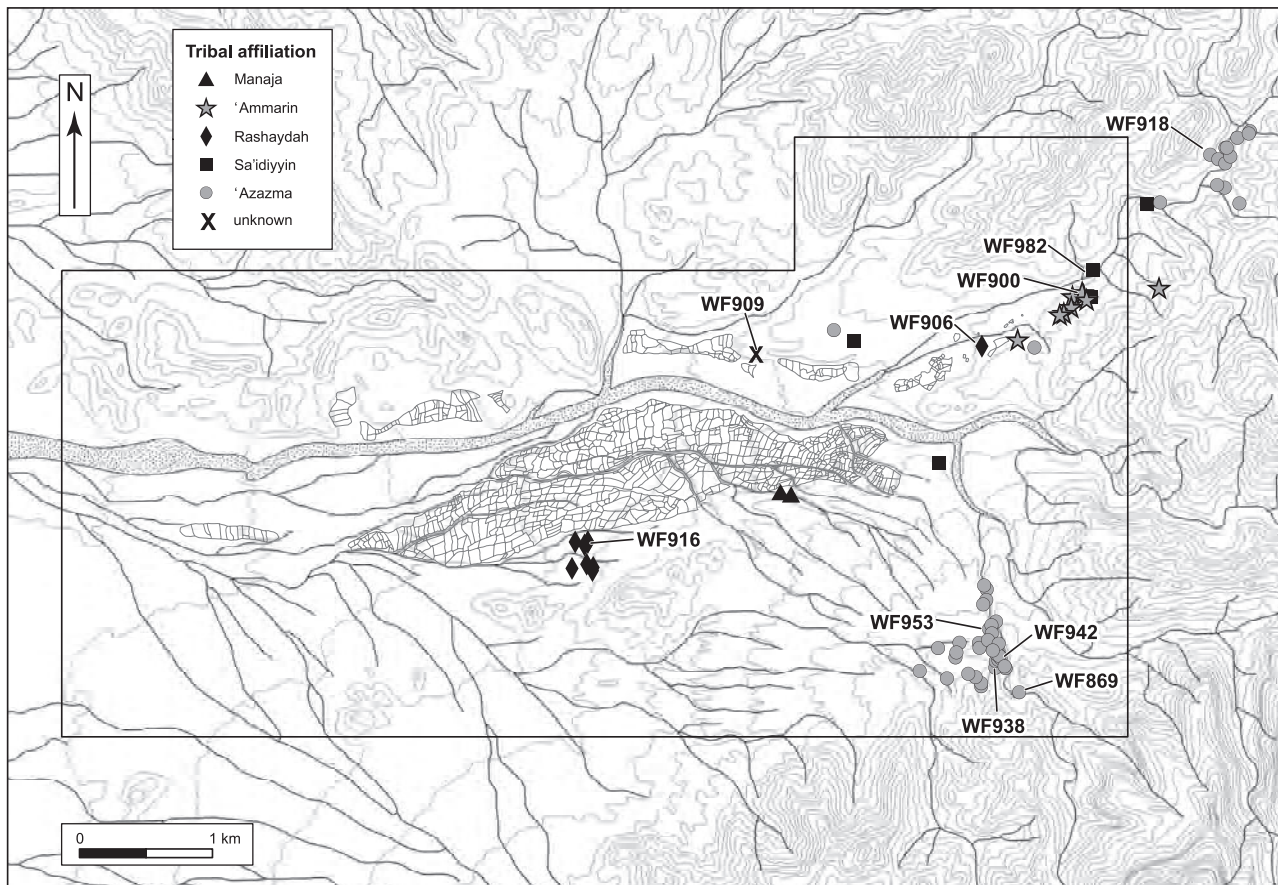 Tribal affiliation
Manaja
‘Ammarin
Rashaydah
Sa’idiyyin
‘Azazma
X unknown
N
WF918
WF982
WF900
WF909
X
WF906
WF916
WF953
WF942
WF869
WF938
0 1 km